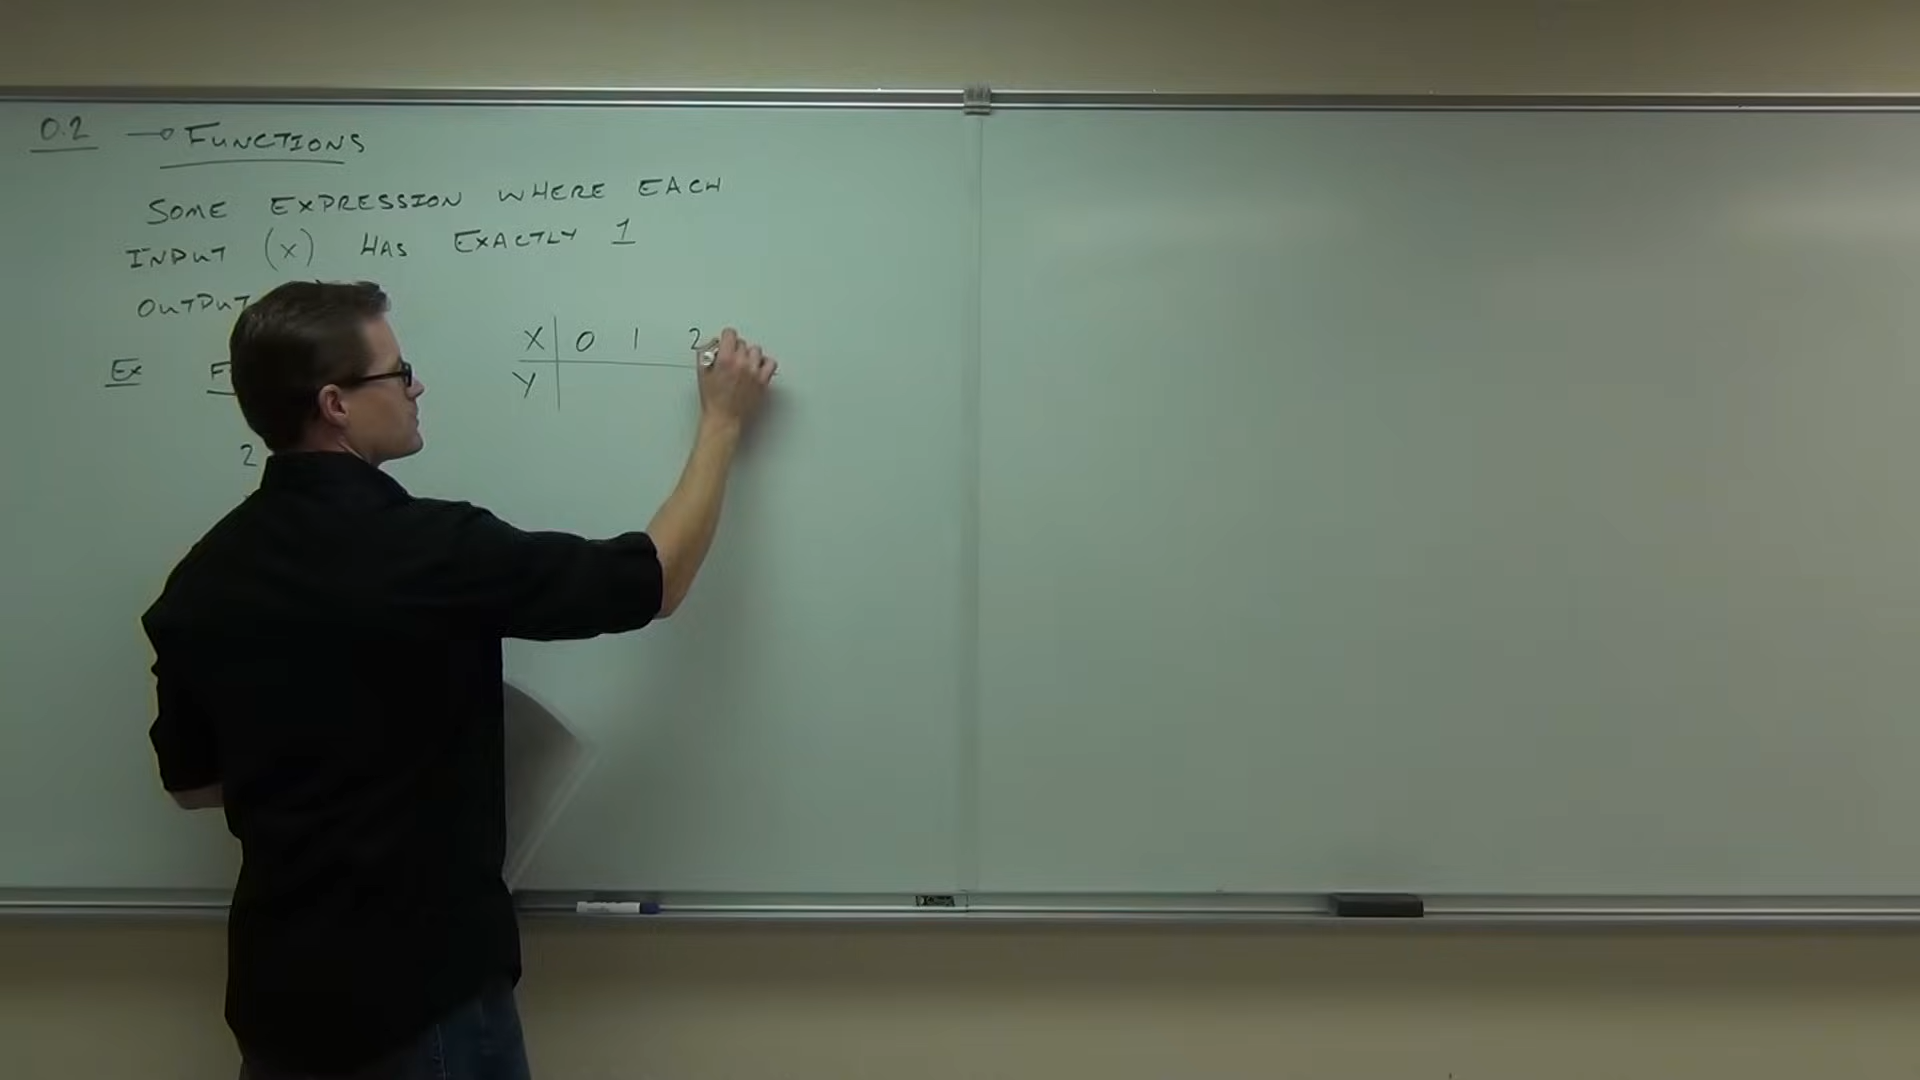 0.2 → FUNCTIONS
SOME EXPRESSION WHERE EACH
INPUT (X) HAS EXACTLY 1
OUTPUT
X 0 1 2
Y
Ex
2